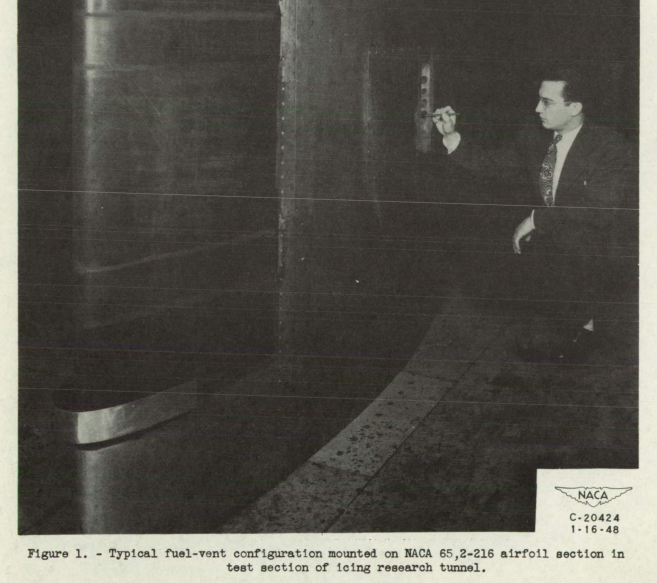 NACA
C-20424
1-16-48
Figure 1. - Typical fuel-vent configuration mounted on NACA 65,2-216 airfoil section in
test section of icing research tunnel.